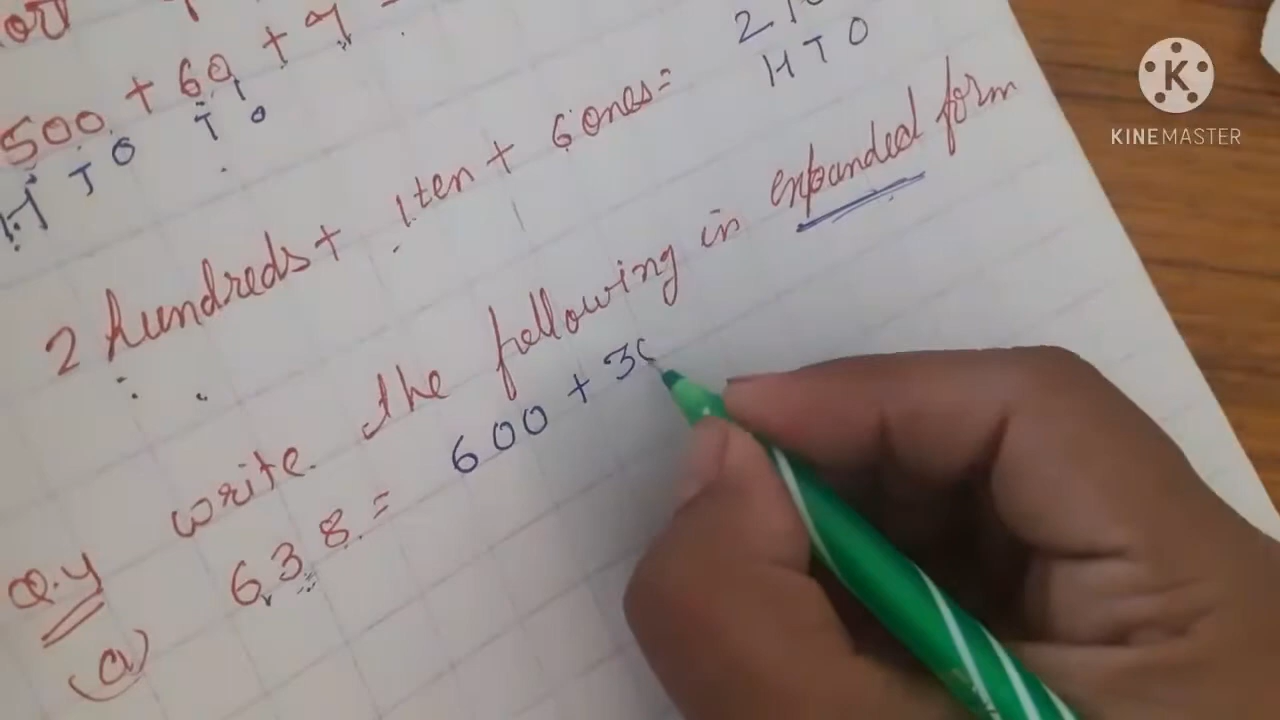 500 + 60 + 9
H T O T O
2 hundreds + 1 ten + 6 ones =
H T O
Q.4 write the following in expanded form
(a) 638 = 600 + 30
K
KINEMASTER